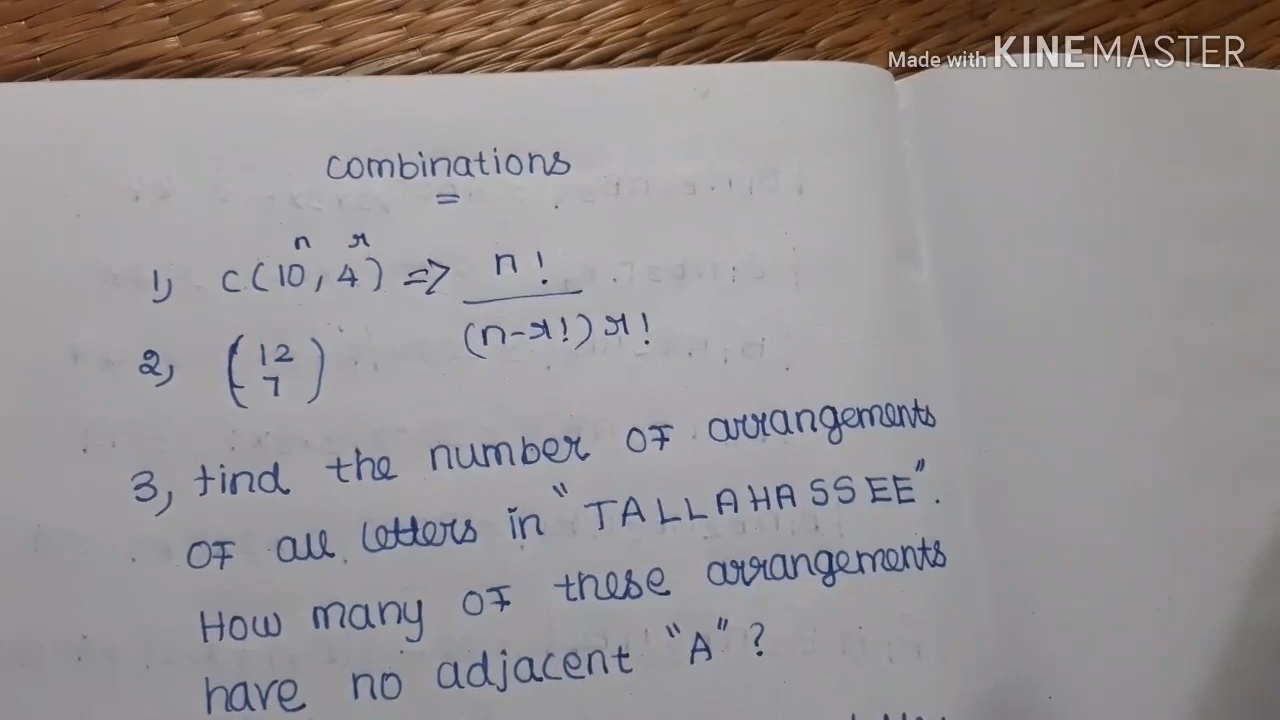 Made with KINEMASTER
combinations
=
n r
1, C(10, 4) => n!
(n-r!) r!
2, (12
7)
3, find the number OF arrangements
OF all letters in "TALLAHASSEE".
How many OF these arrangements
have no adjacent "A"?